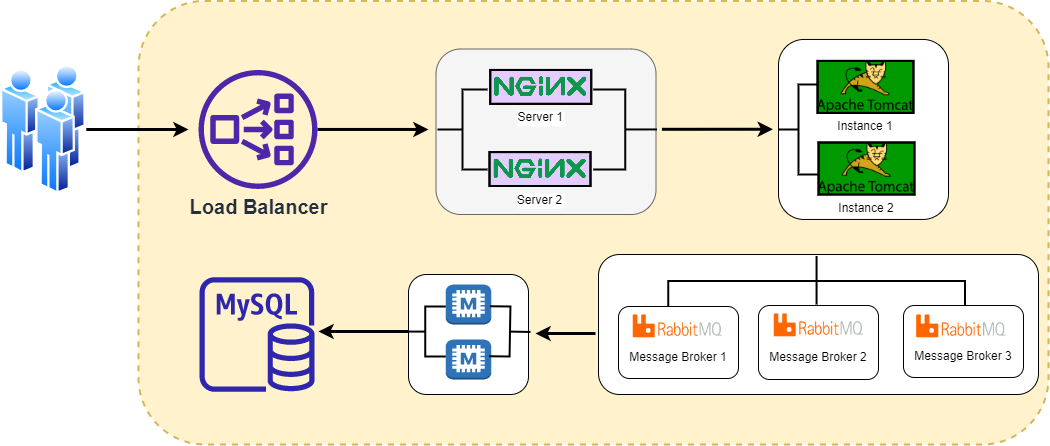 NGINX
Server 1
NGINX
Server 2
Load Balancer
Apache Tomcat
Instance 1
Apache Tomcat
Instance 2
MySQL
M
M
RabbitMQ
Message Broker 1
RabbitMQ
Message Broker 2
RabbitMQ
Message Broker 3